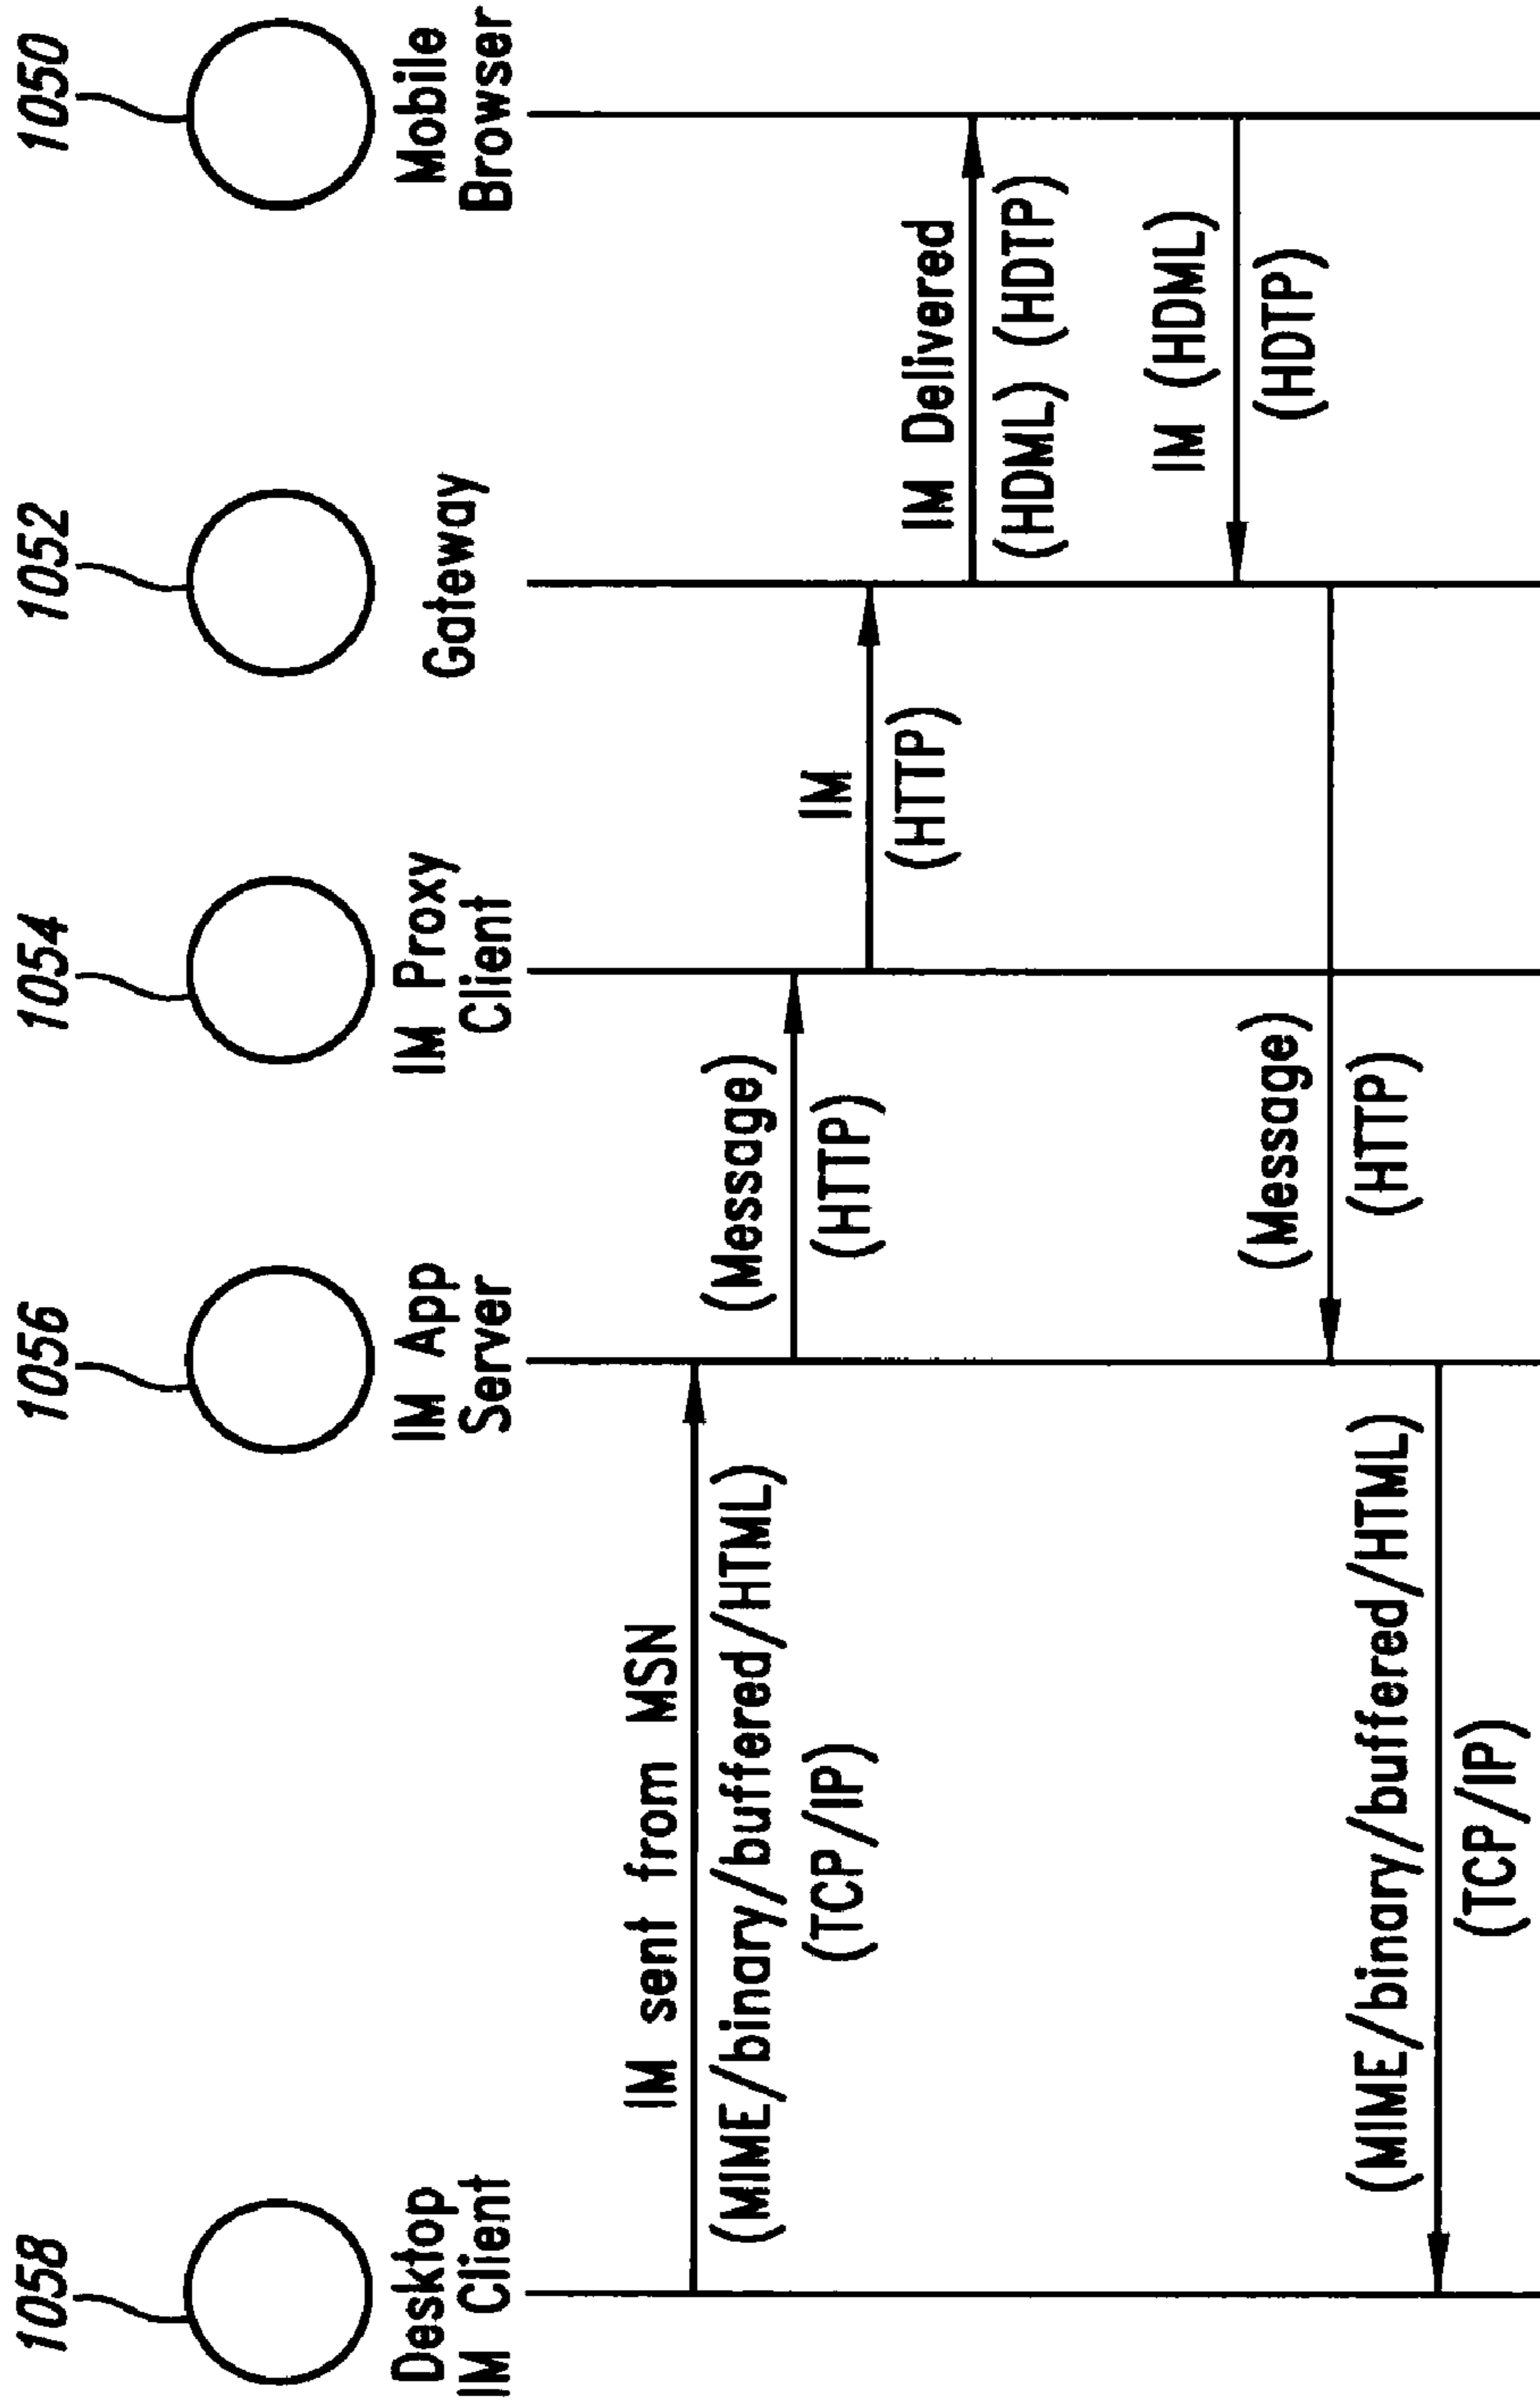 1058
1056
1054
1052
1050
Desktop
IM Client
IM App
Server
IM Proxy
Client
Gateway
Mobile
Browser
IM sent from MSN
(MIME/binary/buffered/HTML)
(TCP/IP)
(Message)
(HTTP)
IM
(HTTP)
IM Delivered
(HDML) (HDTP)
IM (HDML)
(HDTP)
(Message)
(HTTP)
(MIME/binary/buffered/HTML)
(TCP/IP)